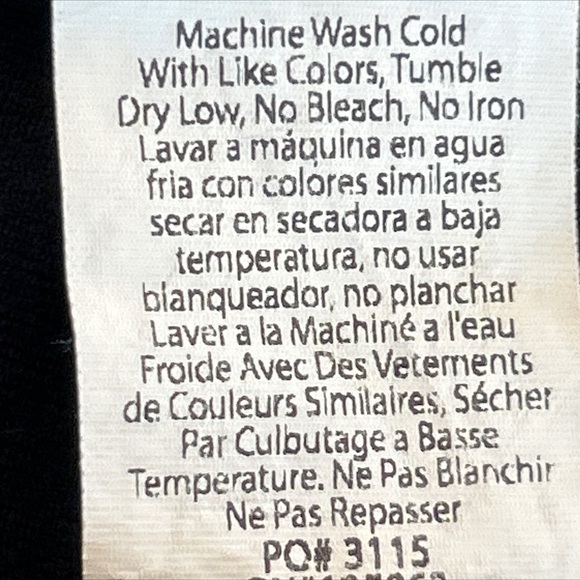 Machine Wash Cold
With Like Colors, Tumble
Dry Low, No Bleach, No Iron
Lavar a máquina en agua
fria con colores similares
secar en secadora a baja
temperatura, no usar
blanqueador, no planchar
Laver a la Machiné a l'eau
Froide Avec Des Vetements
de Couleurs Similaires, Sécher
Par Culbutage a Basse
Temperature. Ne Pas Blanchir
Ne Pas Repasser
PO# 3115